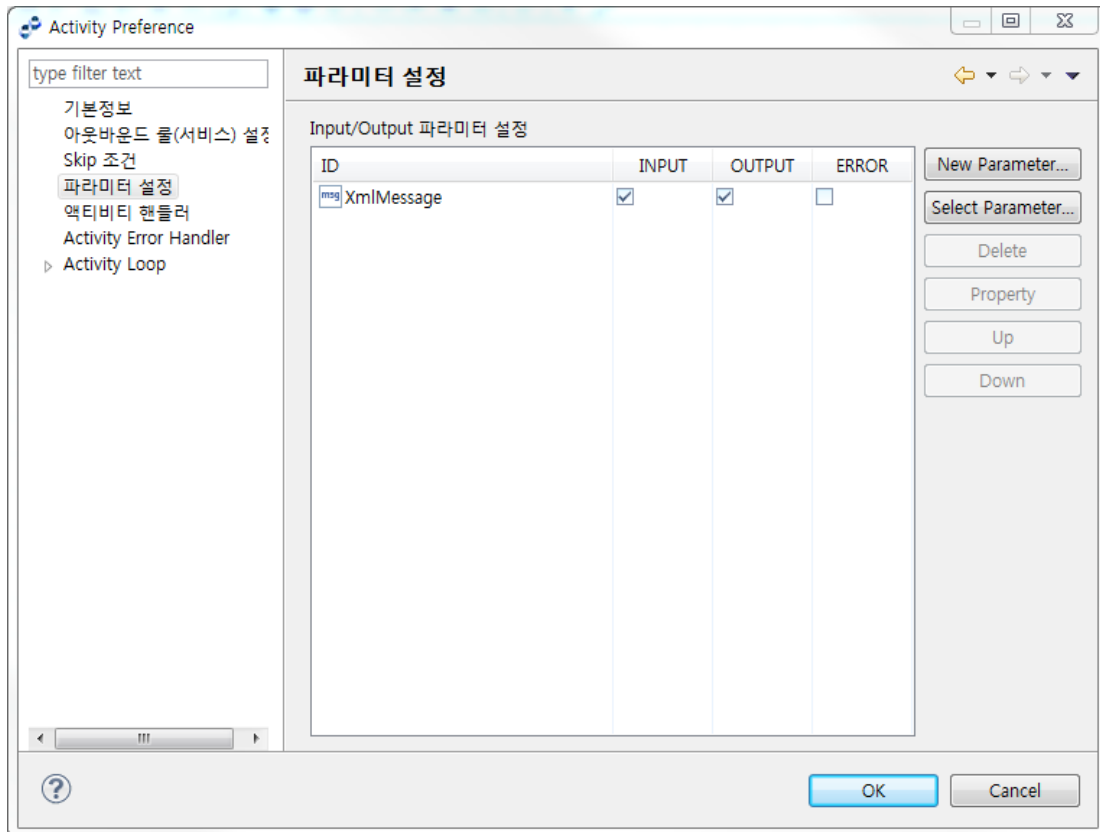 Activity Preference
type filter text
기본정보
아웃바운드 룰(서비스) 설정
Skip 조건
파라미터 설정
액티비티 핸들러
Activity Error Handler
Activity Loop
파라미터 설정
Input/Output 파라미터 설정
ID INPUT OUTPUT ERROR
msg XmlMessage
New Parameter...
Select Parameter...
Delete
Property
Up
Down
OK Cancel